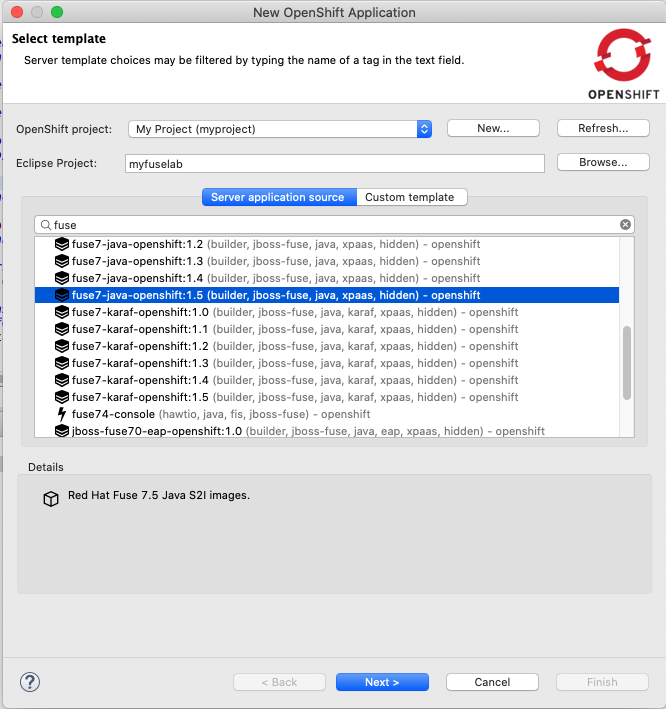 New OpenShift Application
Select template
Server template choices may be filtered by typing the name of a tag in the text field.
OPENSHIFT
OpenShift project: My Project (myproject) New... Refresh...
Eclipse Project: myfuselab Browse...
Server application source Custom template
fuse
fuse7-java-openshift:1.2 (builder, jboss-fuse, java, xpaas, hidden) - openshift
fuse7-java-openshift:1.3 (builder, jboss-fuse, java, xpaas, hidden) - openshift
fuse7-java-openshift:1.4 (builder, jboss-fuse, java, xpaas, hidden) - openshift
fuse7-java-openshift:1.5 (builder, jboss-fuse, java, xpaas, hidden) - openshift
fuse7-karaf-openshift:1.0 (builder, jboss-fuse, java, karaf, xpaas, hidden) - openshift
fuse7-karaf-openshift:1.1 (builder, jboss-fuse, java, karaf, xpaas, hidden) - openshift
fuse7-karaf-openshift:1.2 (builder, jboss-fuse, java, karaf, xpaas, hidden) - openshift
fuse7-karaf-openshift:1.3 (builder, jboss-fuse, java, karaf, xpaas, hidden) - openshift
fuse7-karaf-openshift:1.4 (builder, jboss-fuse, java, karaf, xpaas, hidden) - openshift
fuse7-karaf-openshift:1.5 (builder, jboss-fuse, java, karaf, xpaas, hidden) - openshift
fuse74-console (hawtio, java, fis, jboss-fuse) - openshift
jboss-fuse70-eap-openshift:1.0 (builder, jboss-fuse, java, eap, xpaas, hidden) - openshift
Details
Red Hat Fuse 7.5 Java S2I images.
? < Back Next > Cancel Finish